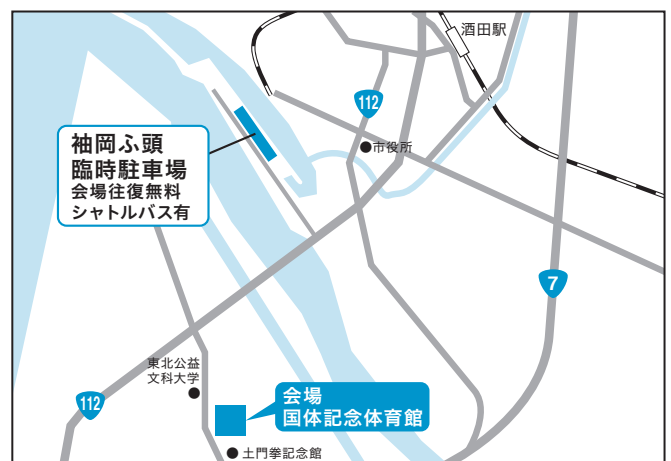 酒田駅
112
市役所
袖岡ふ頭
臨時駐車場
会場往復無料
シャトルバス有
7
東北公益
文科大学
112
会場
国体記念体育館
土門拳記念館